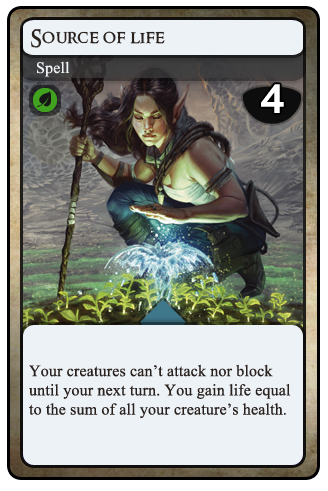 Source of life
Spell
4
Your creatures can't attack nor block
until your next turn. You gain life equal
to the sum of all your creature's health.